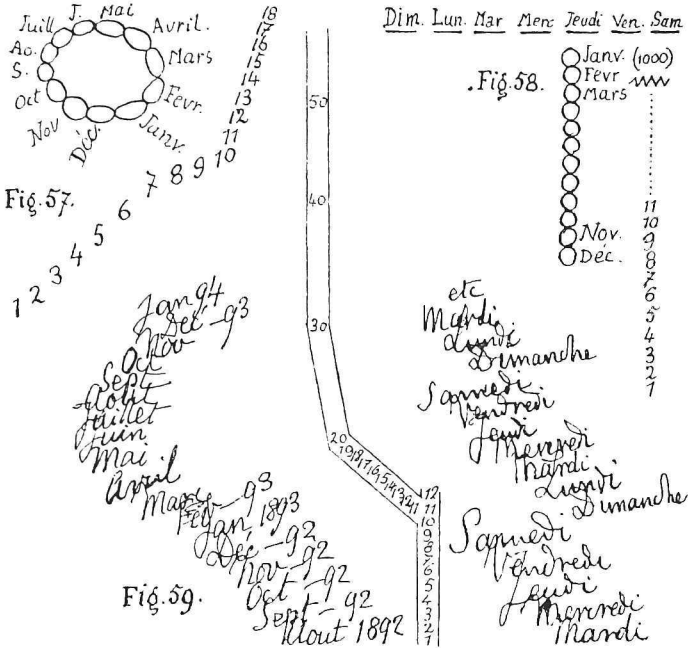 J. Mai
Juill
Avril.
Ao.
Mars
S.
Oct
Févr.
Nov
Déc.
Janv.
Fig. 57.
1 2 3 4 5 6 7 8 9 10
11
12
13
14
15
16
17
18
50
40
30
20
19 18 17 16 15 14 13 12 11
12
11
10
9
8
7
6
5
4
3
2
1
Dim. Lun. Mar Merc Jeudi Ven. Sam
Fig. 58.
Janv. (1000)
Févr
Mars
Nov.
Déc.
11
10
9
8
7
6
5
4
3
2
1
Jan 94
Déc - 93
Nov
Oct
Sept
Août
Juillet
Juin
Mai
Avril
Mars
Fév - 93
Jan 1893
Déc - 92
Nov - 92
Oct - 92
Sept - 92
Aout 1892
Fig. 59.
etc
Mardi
Lundi
Dimanche
Samedi
Vendredi
Jeudi
Mercredi
Mardi
Lundi
Dimanche
Samedi
Vendredi
Jeudi
Mercredi
Mardi